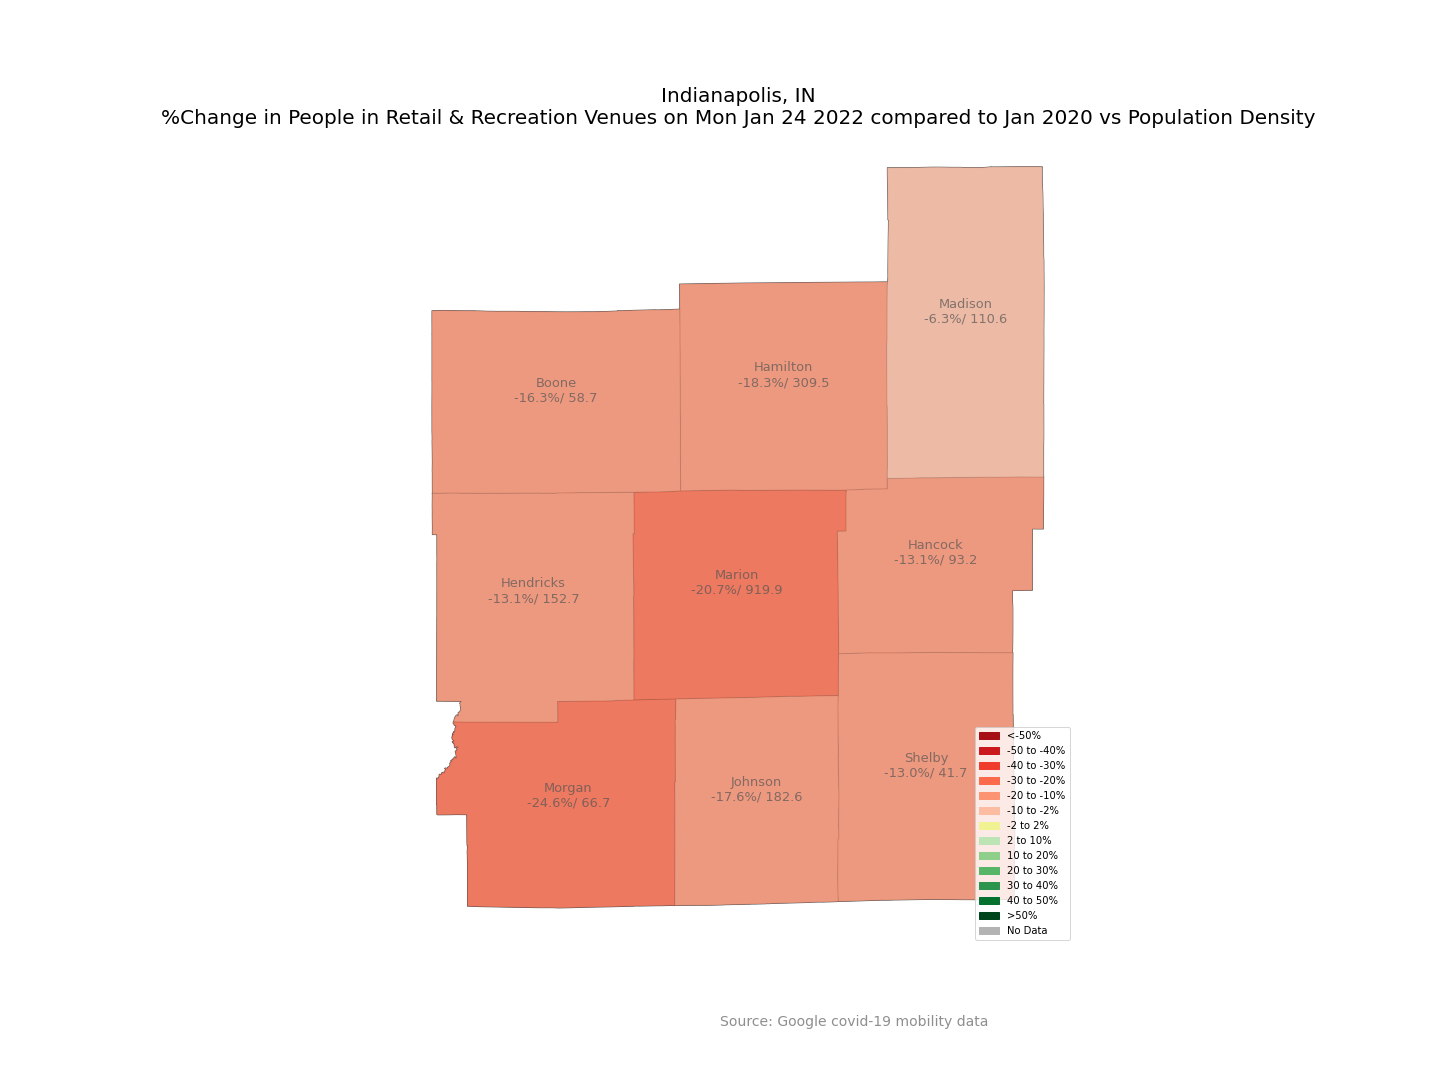 Indianapolis, IN
%Change in People in Retail & Recreation Venues on Mon Jan 24 2022 compared to Jan 2020 vs Population Density
Madison
-6.3%/ 110.6
Hamilton
-18.3%/ 309.5
Boone
-16.3%/ 58.7
Hancock
-13.1%/ 93.2
Marion
-20.7%/ 919.9
Hendricks
-13.1%/ 152.7
Shelby
-13.0%/ 41.7
Johnson
-17.6%/ 182.6
Morgan
-24.6%/ 66.7
<-50%
-50 to -40%
-40 to -30%
-30 to -20%
-20 to -10%
-10 to -2%
-2 to 2%
2 to 10%
10 to 20%
20 to 30%
30 to 40%
40 to 50%
>50%
No Data
Source: Google covid-19 mobility data